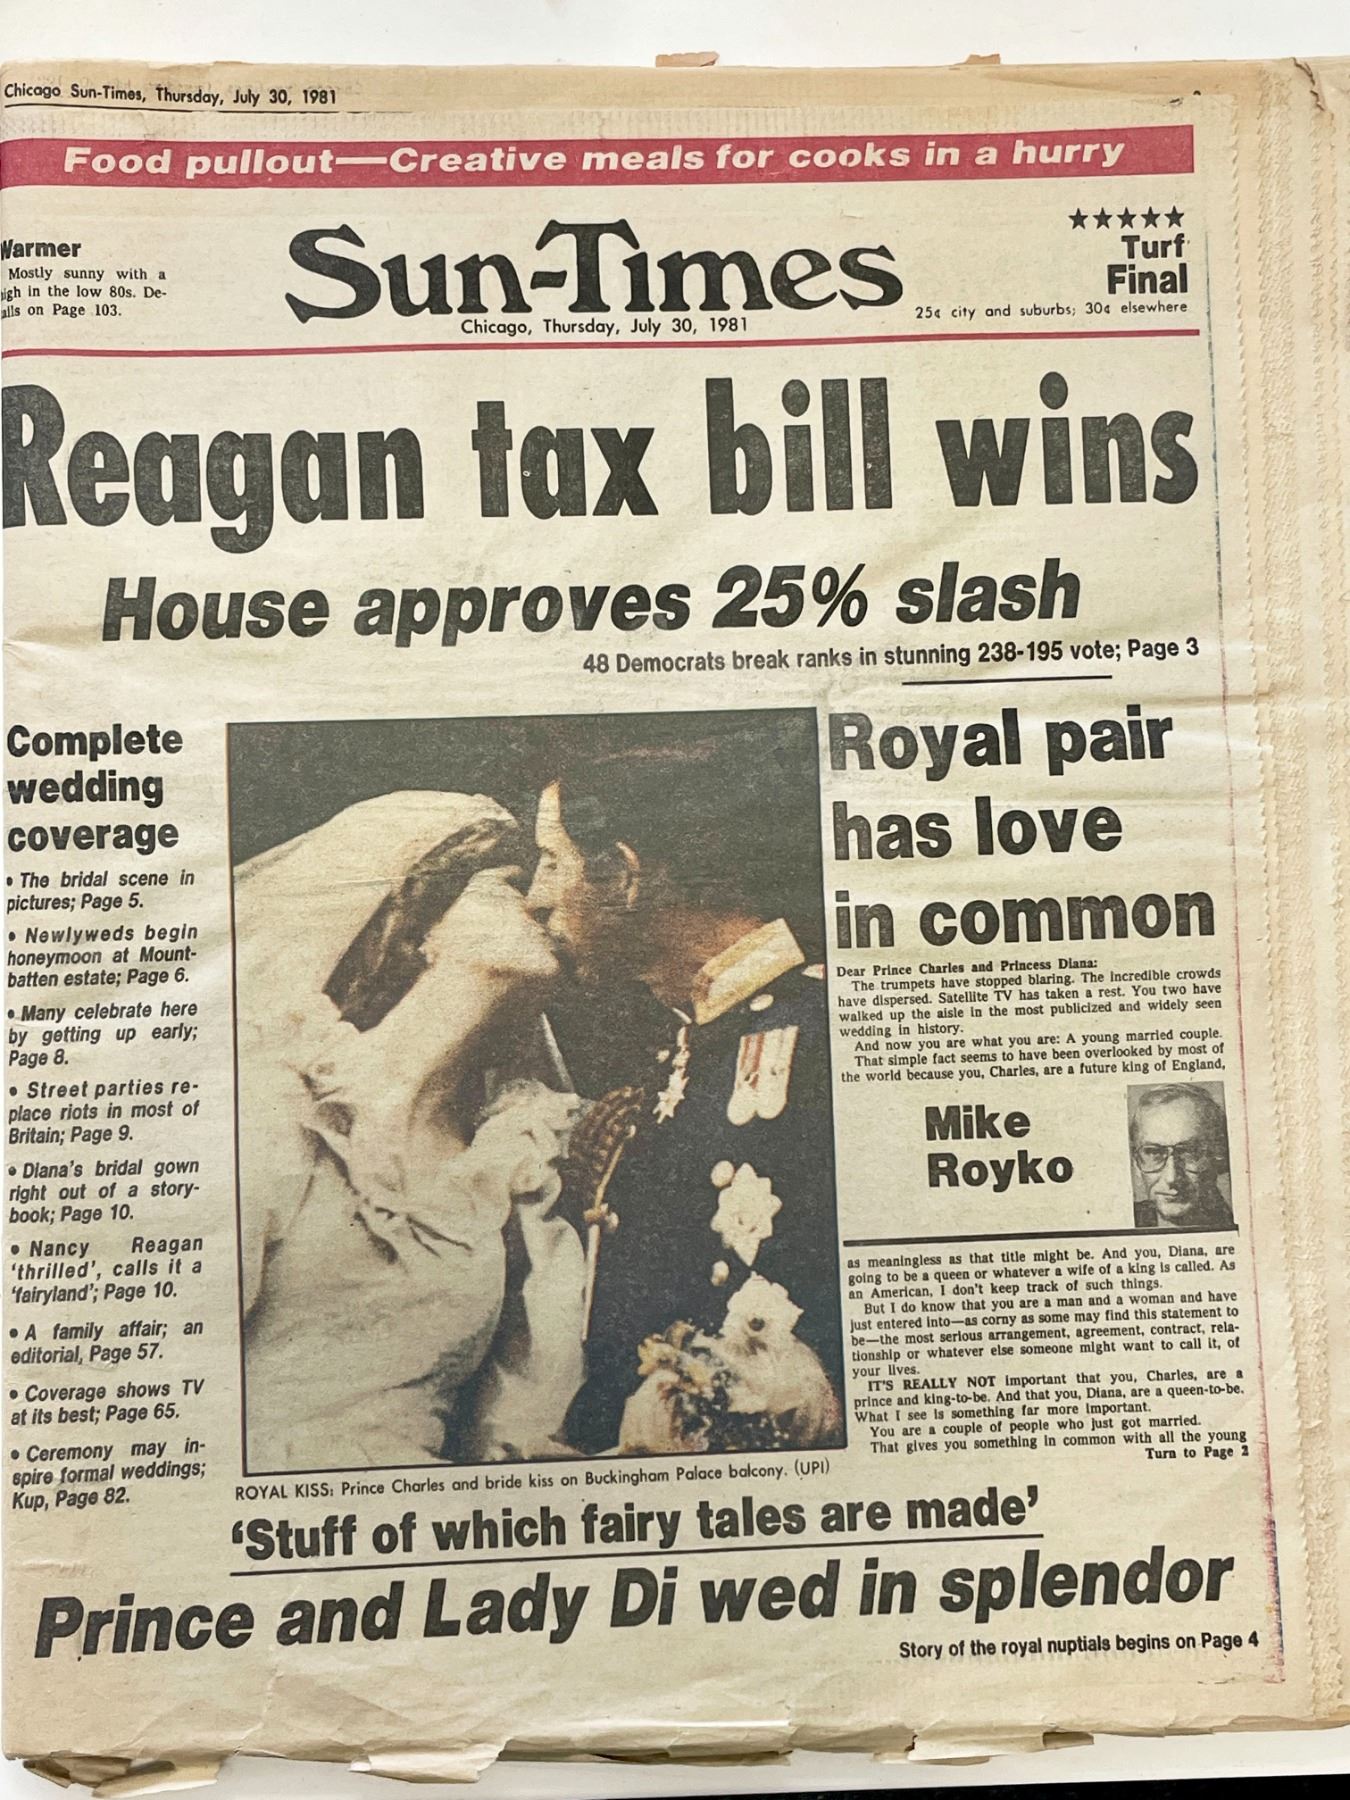 Chicago Sun-Times, Thursday, July 30, 1981
Food pullout—Creative meals for cooks in a hurry
Warmer
Mostly sunny with a
high in the low 80s. De-
tails on Page 103.
Sun-Times
Chicago, Thursday, July 30, 1981
★★★★★
Turf
Final
25¢ city and suburbs; 30¢ elsewhere
Reagan tax bill wins
House approves 25% slash
48 Democrats break ranks in stunning 238-195 vote; Page 3
Complete
wedding
coverage
• The bridal scene in
pictures; Page 5.
• Newlyweds begin
honeymoon at Mount-
batten estate; Page 6.
• Many celebrate here
by getting up early;
Page 8.
• Street parties re-
place riots in most of
Britain; Page 9.
• Diana's bridal gown
right out of a story-
book; Page 10.
• Nancy Reagan
'thrilled', calls it a
'fairyland'; Page 10.
• A family affair; an
editorial, Page 57.
• Coverage shows TV
at its best; Page 65.
• Ceremony may in-
spire formal weddings;
Kup, Page 82.
ROYAL KISS: Prince Charles and bride kiss on Buckingham Palace balcony. (UPI)
Royal pair
has love
in common
Dear Prince Charles and Princess Diana:
The trumpets have stopped blaring. The incredible crowds
have dispersed. Satellite TV has taken a rest. You two have
walked up the aisle in the most publicized and widely seen
wedding in history.
And now you are what you are: A young married couple.
That simple fact seems to have been overlooked by most of
the world because you, Charles, are a future king of England,
Mike
Royko
as meaningless as that title might be. And you, Diana, are
going to be a queen or whatever a wife of a king is called. As
an American, I don't keep track of such things.
But I do know that you are a man and a woman and have
just entered into—as corny as some may find this statement to
be—the most serious arrangement, agreement, contract, rela-
tionship or whatever else someone might want to call it, of
your lives.
IT'S REALLY NOT important that you, Charles, are a
prince and king-to-be. And that you, Diana, are a queen-to-be.
What I see is something far more important.
You are a couple of people who just got married.
That gives you something in common with all the young
Turn to Page 2
'Stuff of which fairy tales are made'
Prince and Lady Di wed in splendor
Story of the royal nuptials begins on Page 4